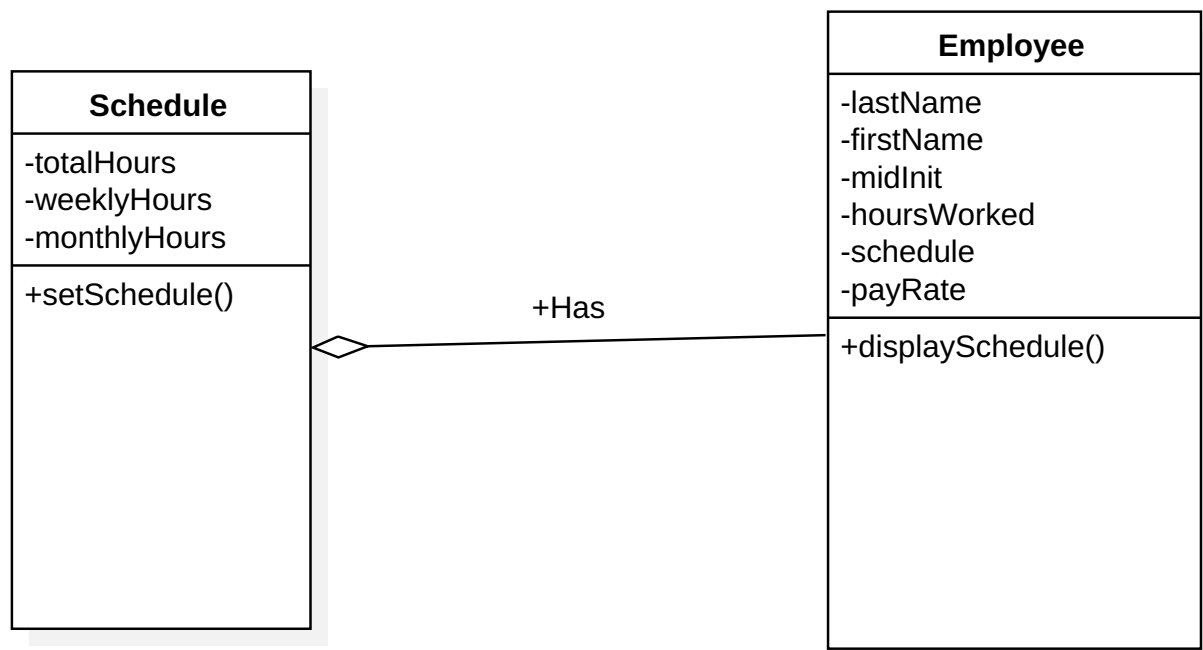 Schedule
-totalHours
-weeklyHours
-monthlyHours
+setSchedule()
+Has
Employee
-lastName
-firstName
-midInit
-hoursWorked
-schedule
-payRate
+displaySchedule()